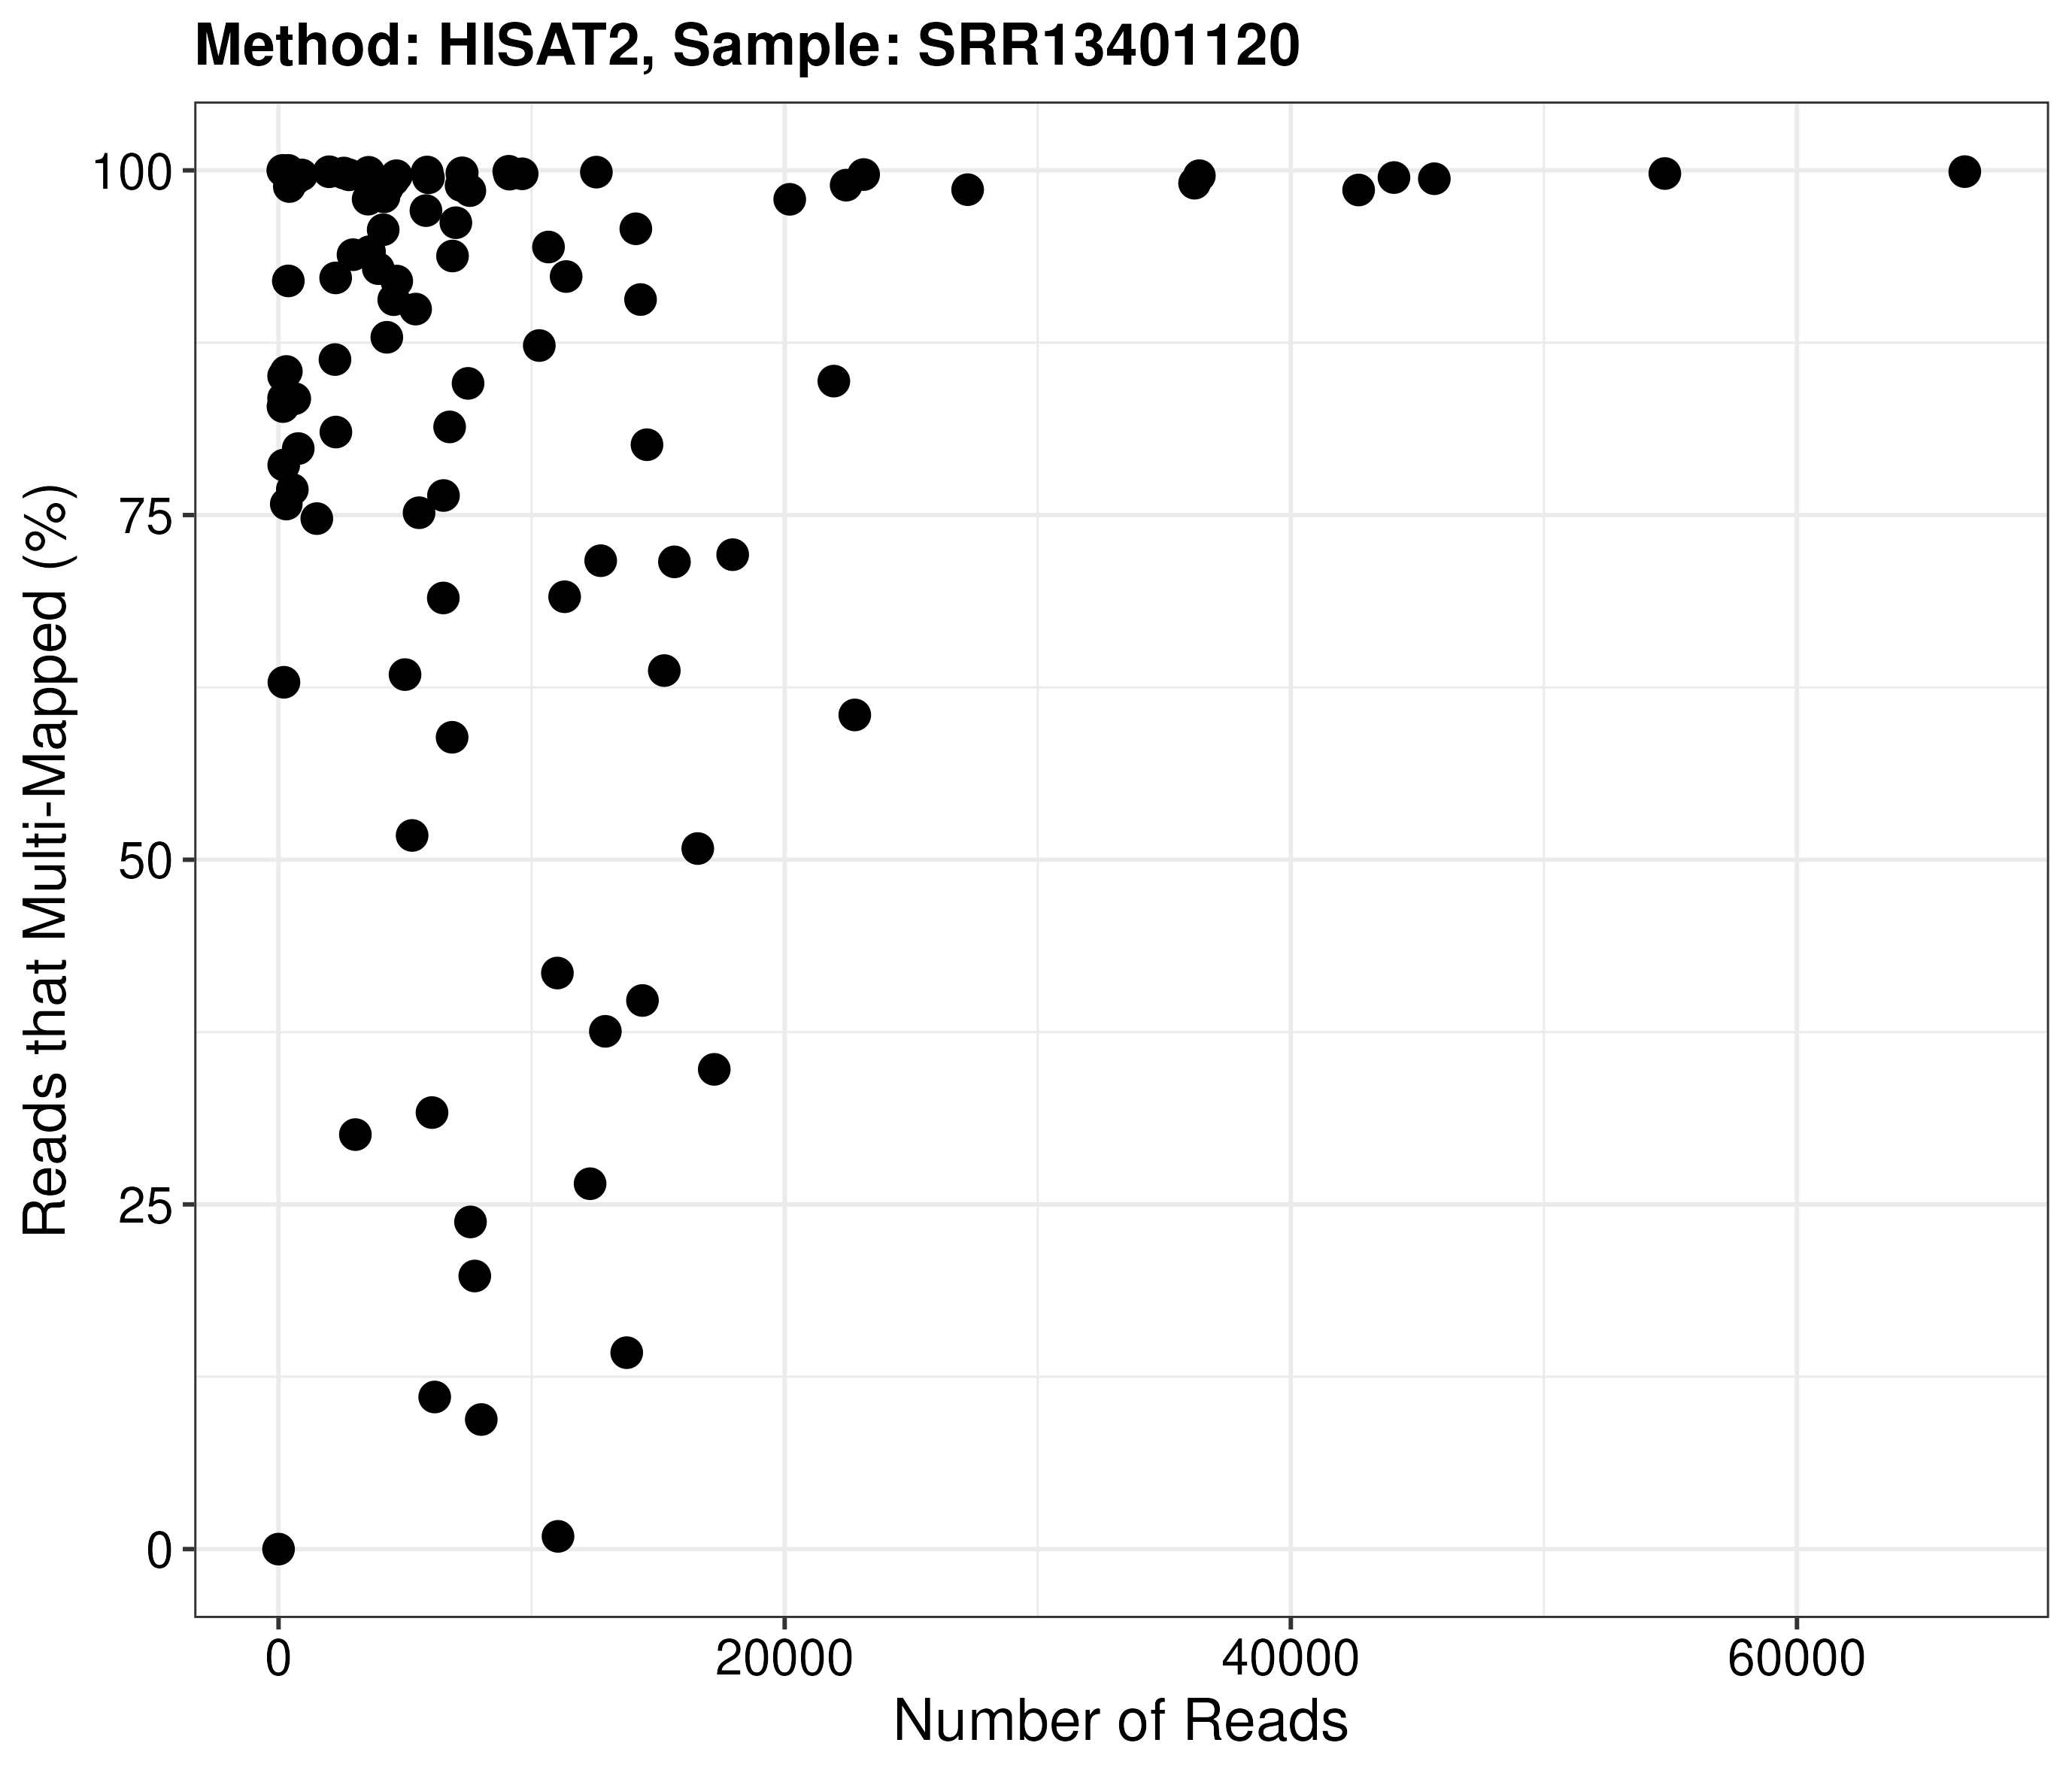 Method: HISAT2, Sample: SRR13401120
Reads that Multi-Mapped (%)
100
75
50
25
0
0 20000 40000 60000
Number of Reads